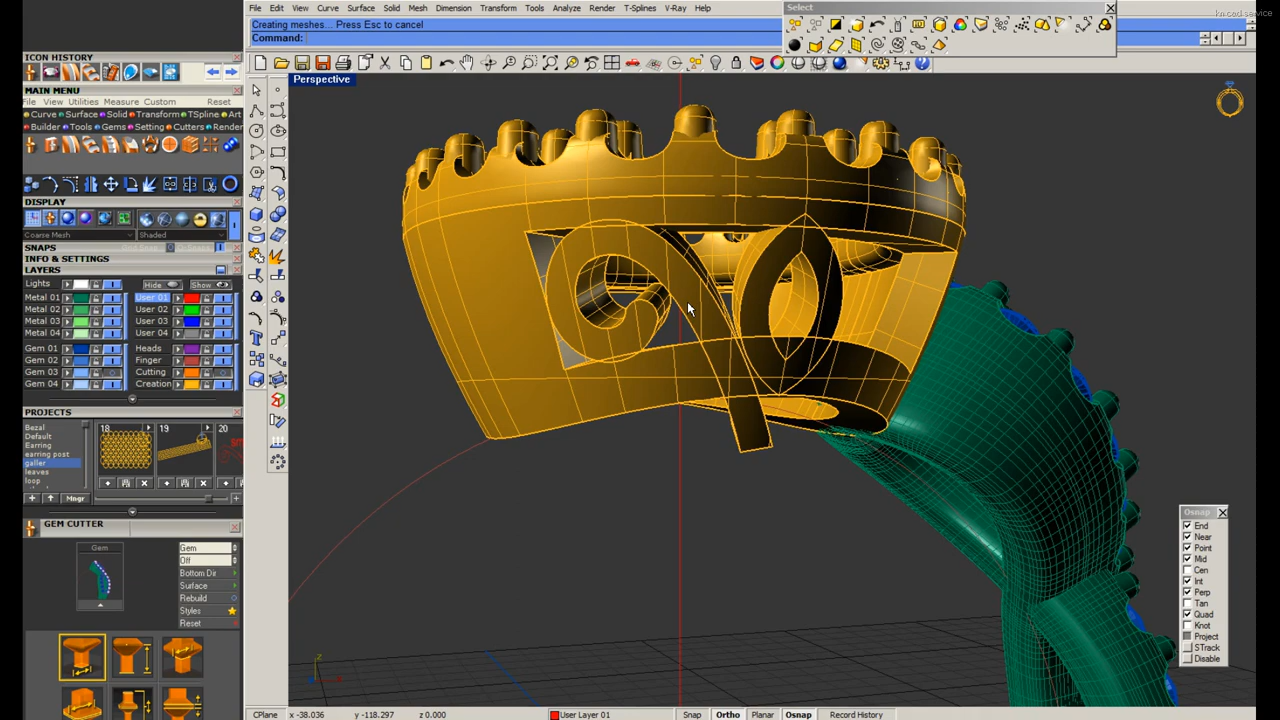 File Edit View Curve Surface Solid Mesh Dimension Transform Tools Analyze Render T-Splines V-Ray Help
Select
kn cad service
Creating meshes... Press Esc to cancel
Command:
ICON HISTORY
MAIN MENU
File View Utilities Measure Custom Reset
Curve Surface Solid Transform TSpline Art
Builder Tools Gems Setting Cutters Render
Perspective
DISPLAY
Coarse Mesh Shaded
SNAPS
INFO & SETTINGS
LAYERS
Lights Hide Show
Metal 01 User 01
Metal 02 User 02
Metal 03 User 03
Metal 04 User 04
Gem 01 Heads
Gem 02 Finger
Gem 03 Cutting
Gem 04 Creation
PROJECTS
Bezal
Default
Earring
earring post
galler
leaves
loop
18 19 20
Mngr
GEM CUTTER
Gem Gem
Off
Bottom Dir
Surface
Rebuild
Styles
Reset
Osnap
End
Near
Point
Mid
Cen
Int
Perp
Tan
Quad
Knot
Project
STrack
Disable
z
CPlane x -38.036 y -118.297 z 0.000 User Layer 01 Snap Ortho Planar Osnap Record History